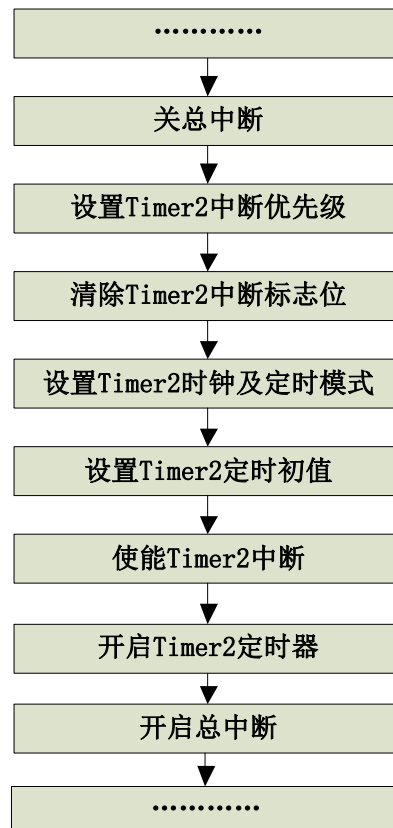 …………
关总中断
设置Timer2中断优先级
清除Timer2中断标志位
设置Timer2时钟及定时模式
设置Timer2定时初值
使能Timer2中断
开启Timer2定时器
开启总中断
…………